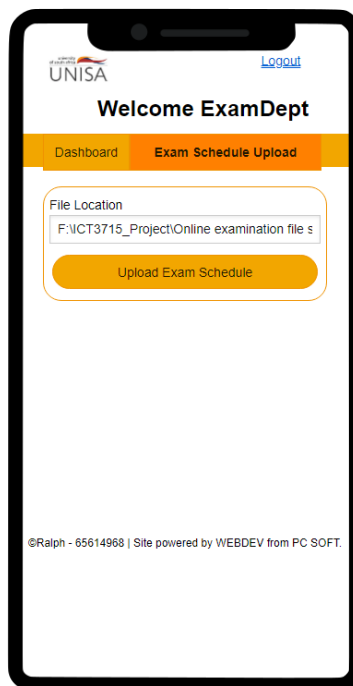 university
of south africa
UNISA
Logout
Welcome ExamDept
Dashboard
Exam Schedule Upload
File Location
F:\ICT3715_Project\Online examination file s
Upload Exam Schedule
©Ralph - 65614968 | Site powered by WEBDEV from PC SOFT.